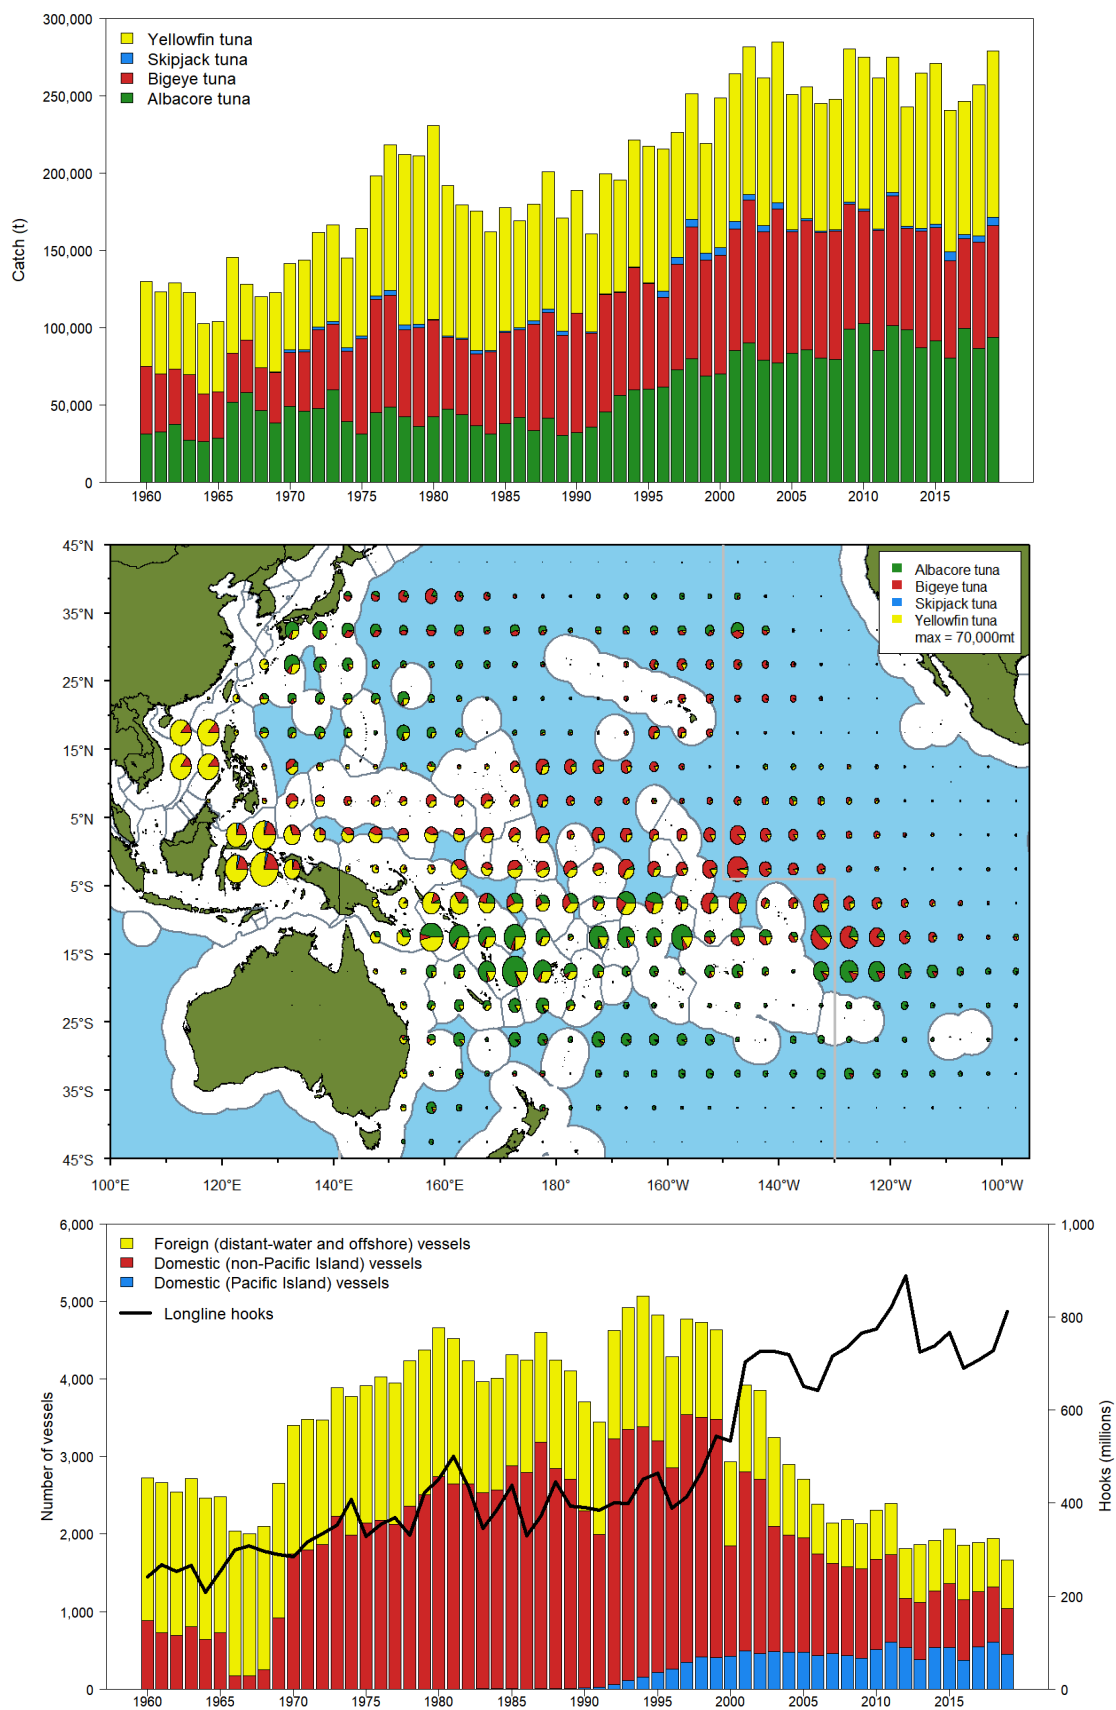 300,000
250,000
200,000
150,000
100,000
50,000
0
Catch (t)
Yellowfin tuna
Skipjack tuna
Bigeye tuna
Albacore tuna
1960 1965 1970 1975 1980 1985 1990 1995 2000 2005 2010 2015
45°N
35°N
25°N
15°N
5°N
5°S
15°S
25°S
35°S
45°S
Albacore tuna
Bigeye tuna
Skipjack tuna
Yellowfin tuna
max = 70,000mt
100°E 120°E 140°E 160°E 180° 160°W 140°W 120°W 100°W
6,000
5,000
4,000
3,000
2,000
1,000
0
Number of vessels
Foreign (distant-water and offshore) vessels
Domestic (non-Pacific Island) vessels
Domestic (Pacific Island) vessels
Longline hooks
1,000
800
600
400
200
0
Hooks (millions)
1960 1965 1970 1975 1980 1985 1990 1995 2000 2005 2010 2015